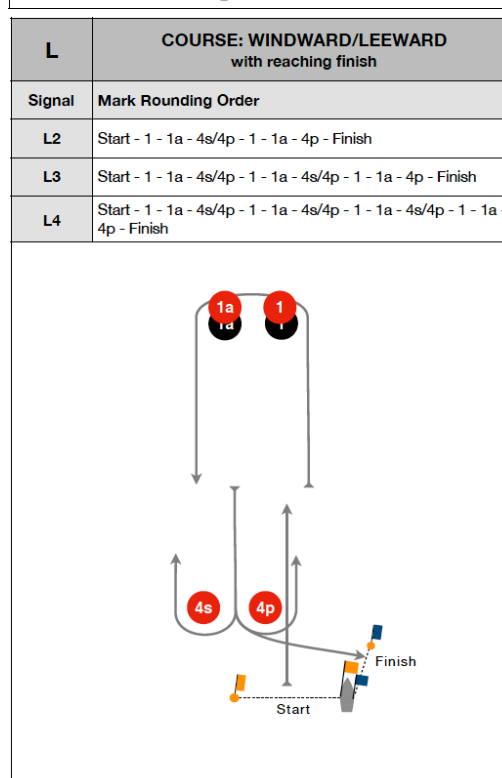 L
COURSE: WINDWARD/LEEWARD
with reaching finish
Signal
Mark Rounding Order
L2
Start - 1 - 1a - 4s/4p - 1 - 1a - 4p - Finish
L3
Start - 1 - 1a - 4s/4p - 1 - 1a - 4s/4p - 1 - 1a - 4p - Finish
L4
Start - 1 - 1a - 4s/4p - 1 - 1a - 4s/4p - 1 - 1a - 4s/4p - 1 - 1a -
4p - Finish
1a
1
1a
1
4s
4p
Finish
Start